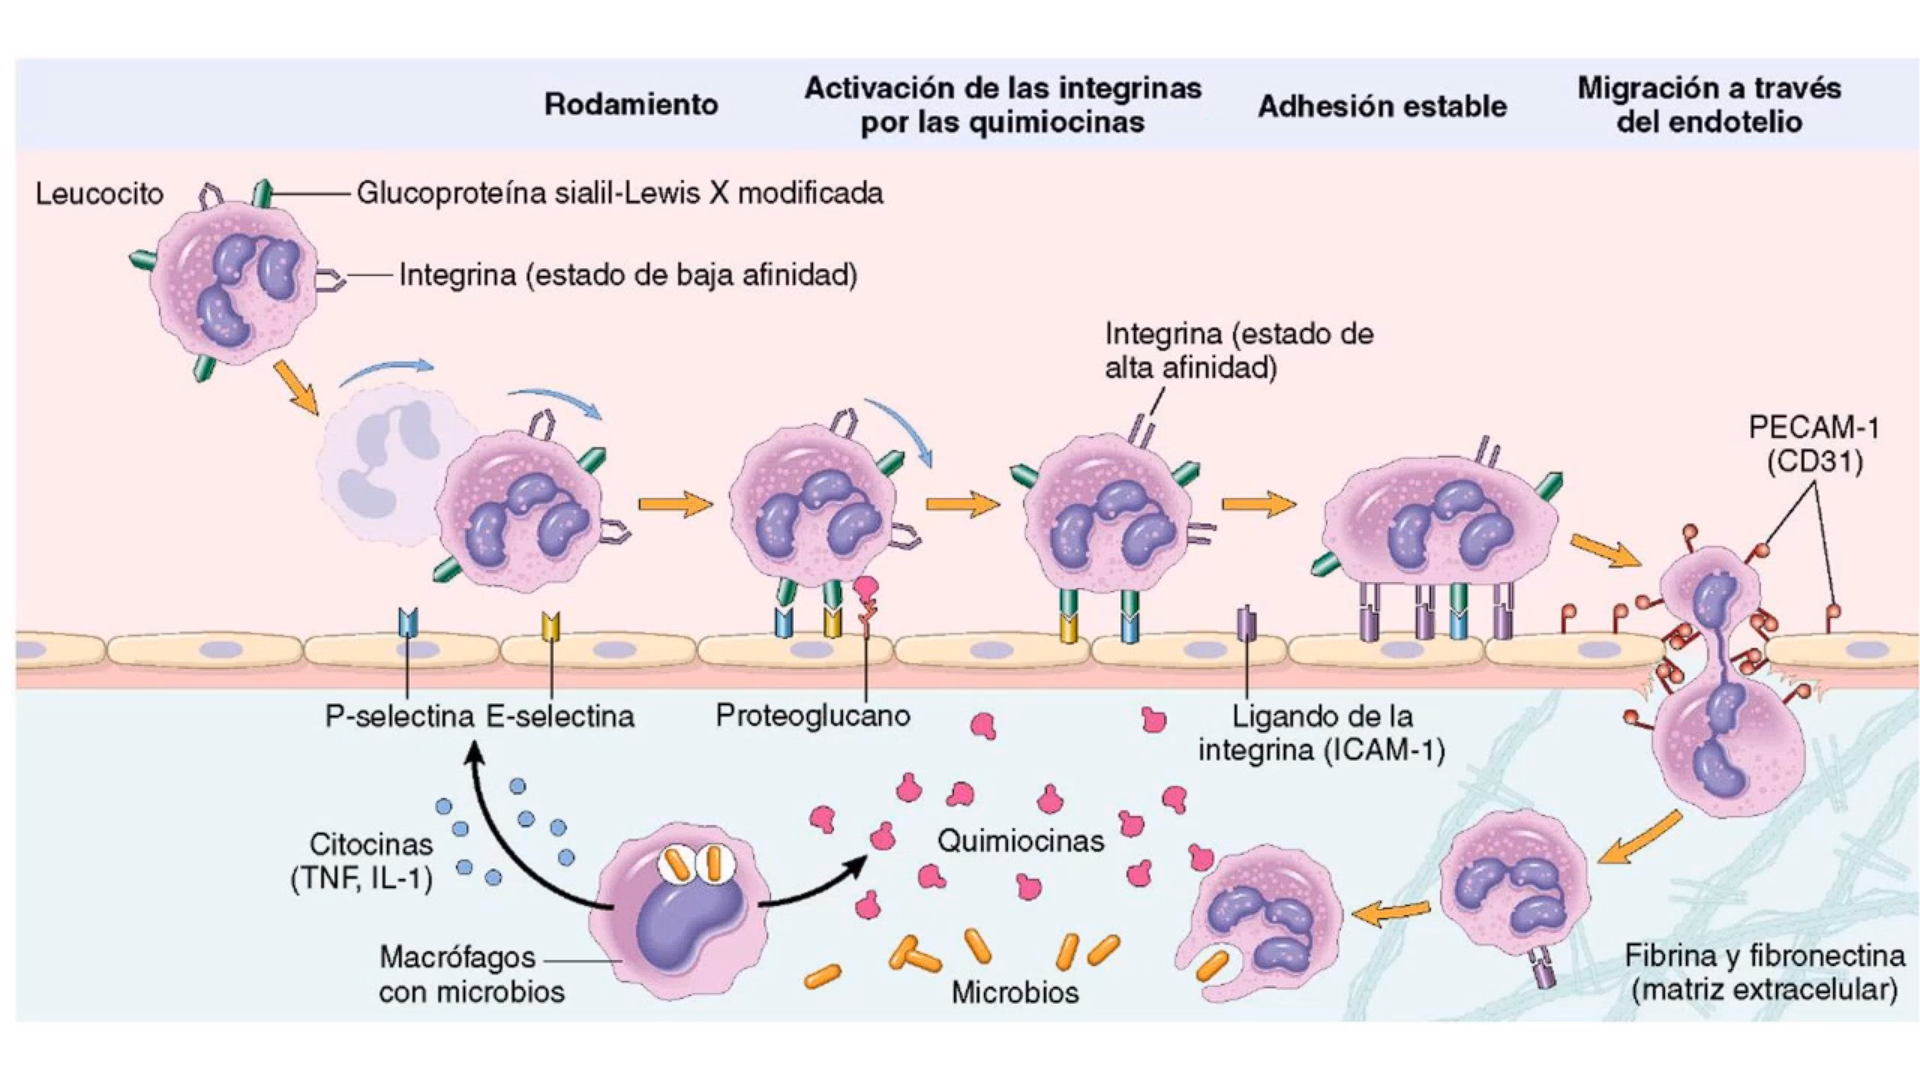 Rodamiento
Activación de las integrinas
por las quimiocinas
Adhesión estable
Migración a través
del endotelio
Leucocito
Glucoproteína sialil-Lewis X modificada
Integrina (estado de baja afinidad)
Integrina (estado de
alta afinidad)
PECAM-1
(CD31)
P-selectina
E-selectina
Proteoglucano
Ligando de la
integrina (ICAM-1)
Citocinas
(TNF, IL-1)
Quimiocinas
Macrófagos
con microbios
Microbios
Fibrina y fibronectina
(matriz extracelular)